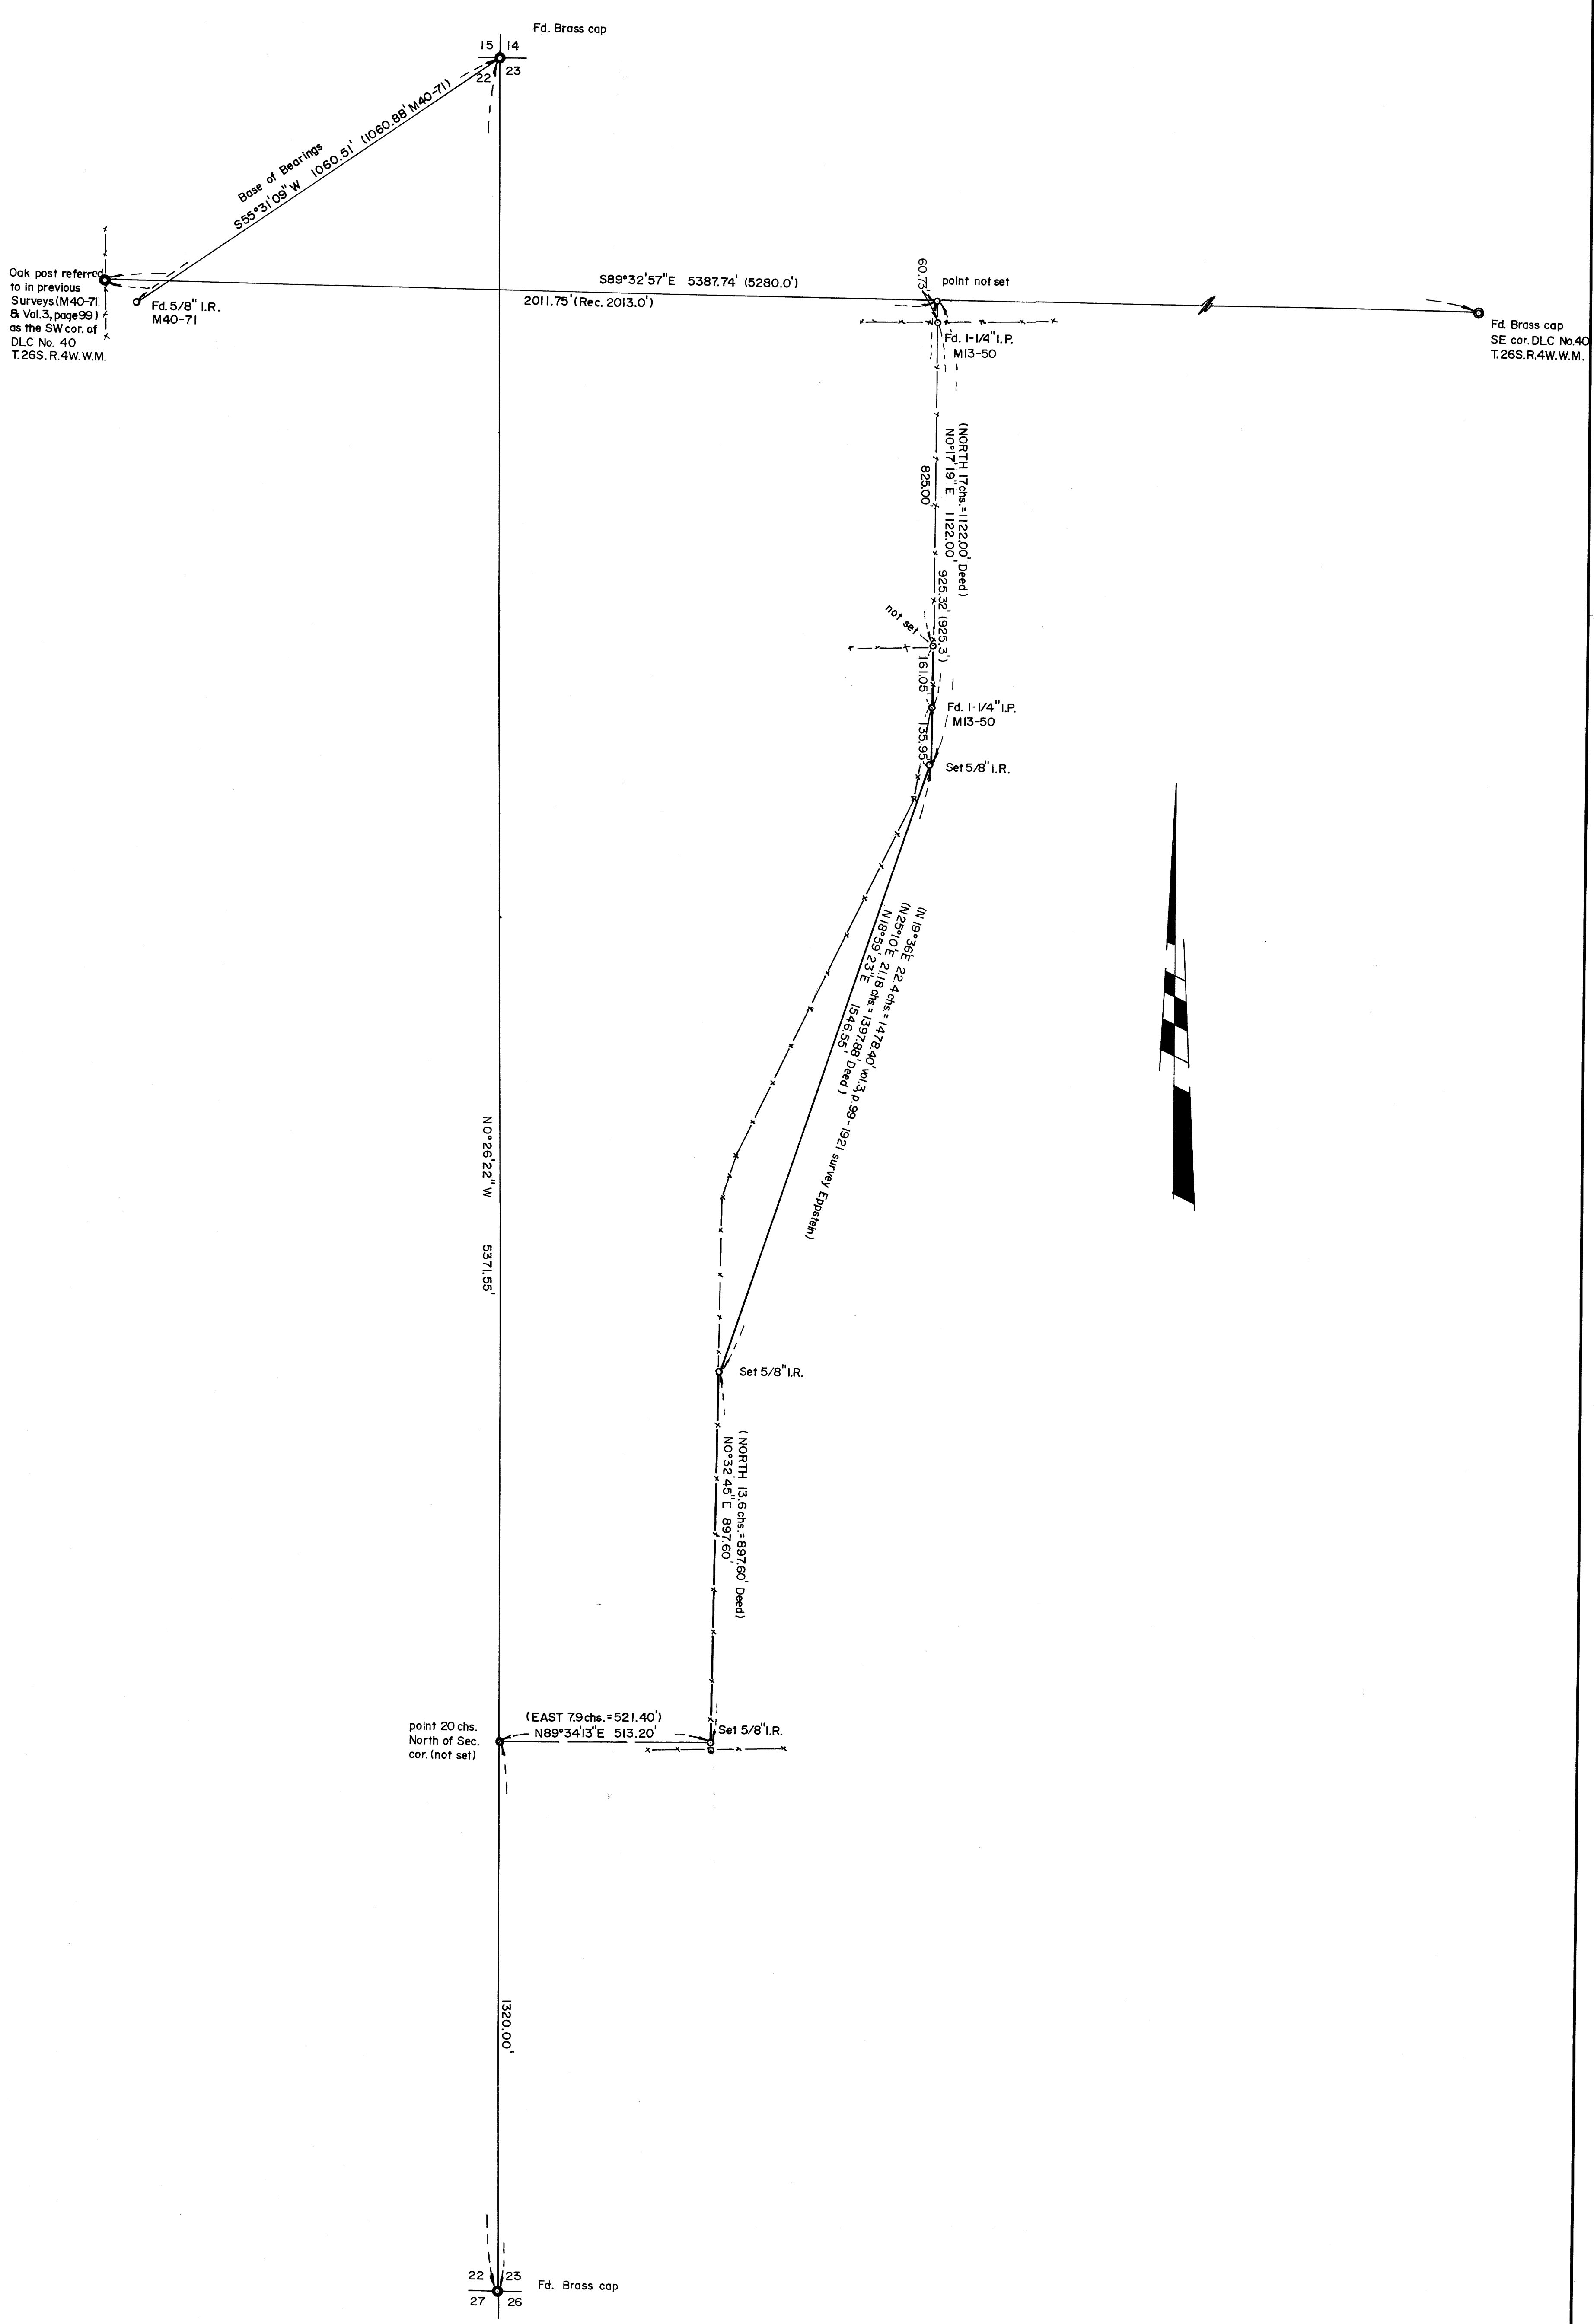 Fd. Brass cap
15 14
22 23
Base of Bearings
S55°31'09"W 1060.51' (1060.88' M40-71)
Oak post referred
to in previous
Surveys (M40-71
& Vol.3, page 99)
as the SW cor. of
DLC No. 40
T.26S. R.4W. W.M.
Fd. 5/8" I.R.
M40-71
S89°32'57"E 5387.74' (5280.0')
2011.75' (Rec. 2013.0')
60.73'
point not set
Fd. 1-1/4" I.P.
M13-50
Fd. Brass cap
SE cor. DLC No.40
T.26S. R.4W. W.M.
(NORTH 17chs.=1122.00' Deed)
N0°17'19"E 1122.00'
925.32' (925.3')
825.00'
not set
161.05'
Fd. 1-1/4" I.P.
M13-50
135.95'
Set 5/8" I.R.
(N19°36'E 22.4chs.=1478.40' vol.3, p.99-1921 survey Eppstein)
(N25°10'E 21.18chs.=1397.88' Deed)
N18°59'23"E 1546.55'
N0°26'22"W 5371.55'
Set 5/8" I.R.
(NORTH 13.6chs.=897.60' Deed)
N0°32'45"E 897.60'
(EAST 7.9chs.=521.40')
N89°34'13"E 513.20'
Set 5/8" I.R.
point 20 chs.
North of Sec.
cor. (not set)
1320.00'
22 23
27 26
Fd. Brass cap